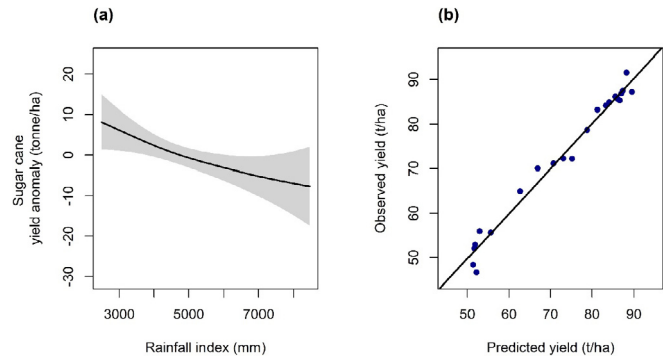 (a)
Sugar cane
yield anomaly (tonne/ha)
20
10
0
-10
-20
-30
3000
5000
7000
Rainfall index (mm)
(b)
Observed yield (t/ha)
90
80
70
60
50
50
60
70
80
90
Predicted yield (t/ha)